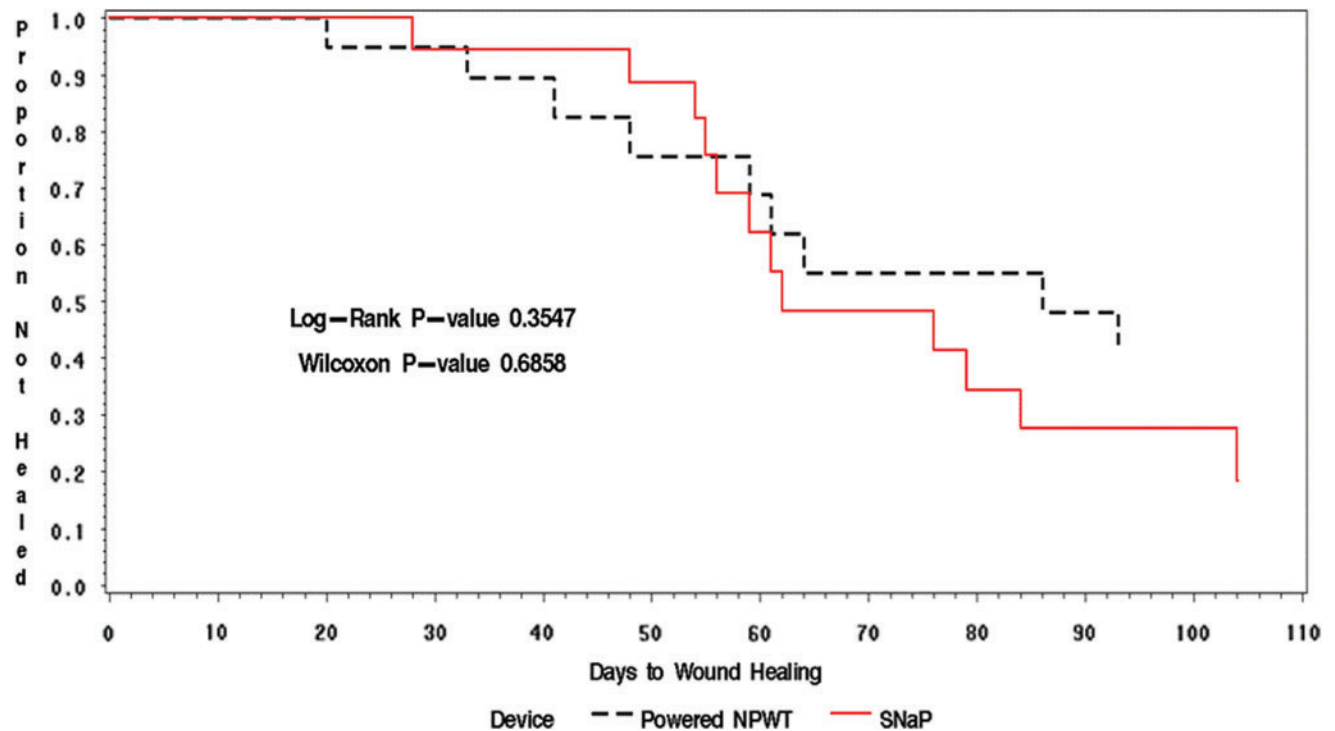 Proportion Not Healed
1.0
0.9
0.8
0.7
0.6
0.5
0.4
0.3
0.2
0.1
0.0
Log-Rank P-value 0.3547
Wilcoxon P-value 0.6858
0 10 20 30 40 50 60 70 80 90 100 110
Days to Wound Healing
Device Powered NPWT SNaP